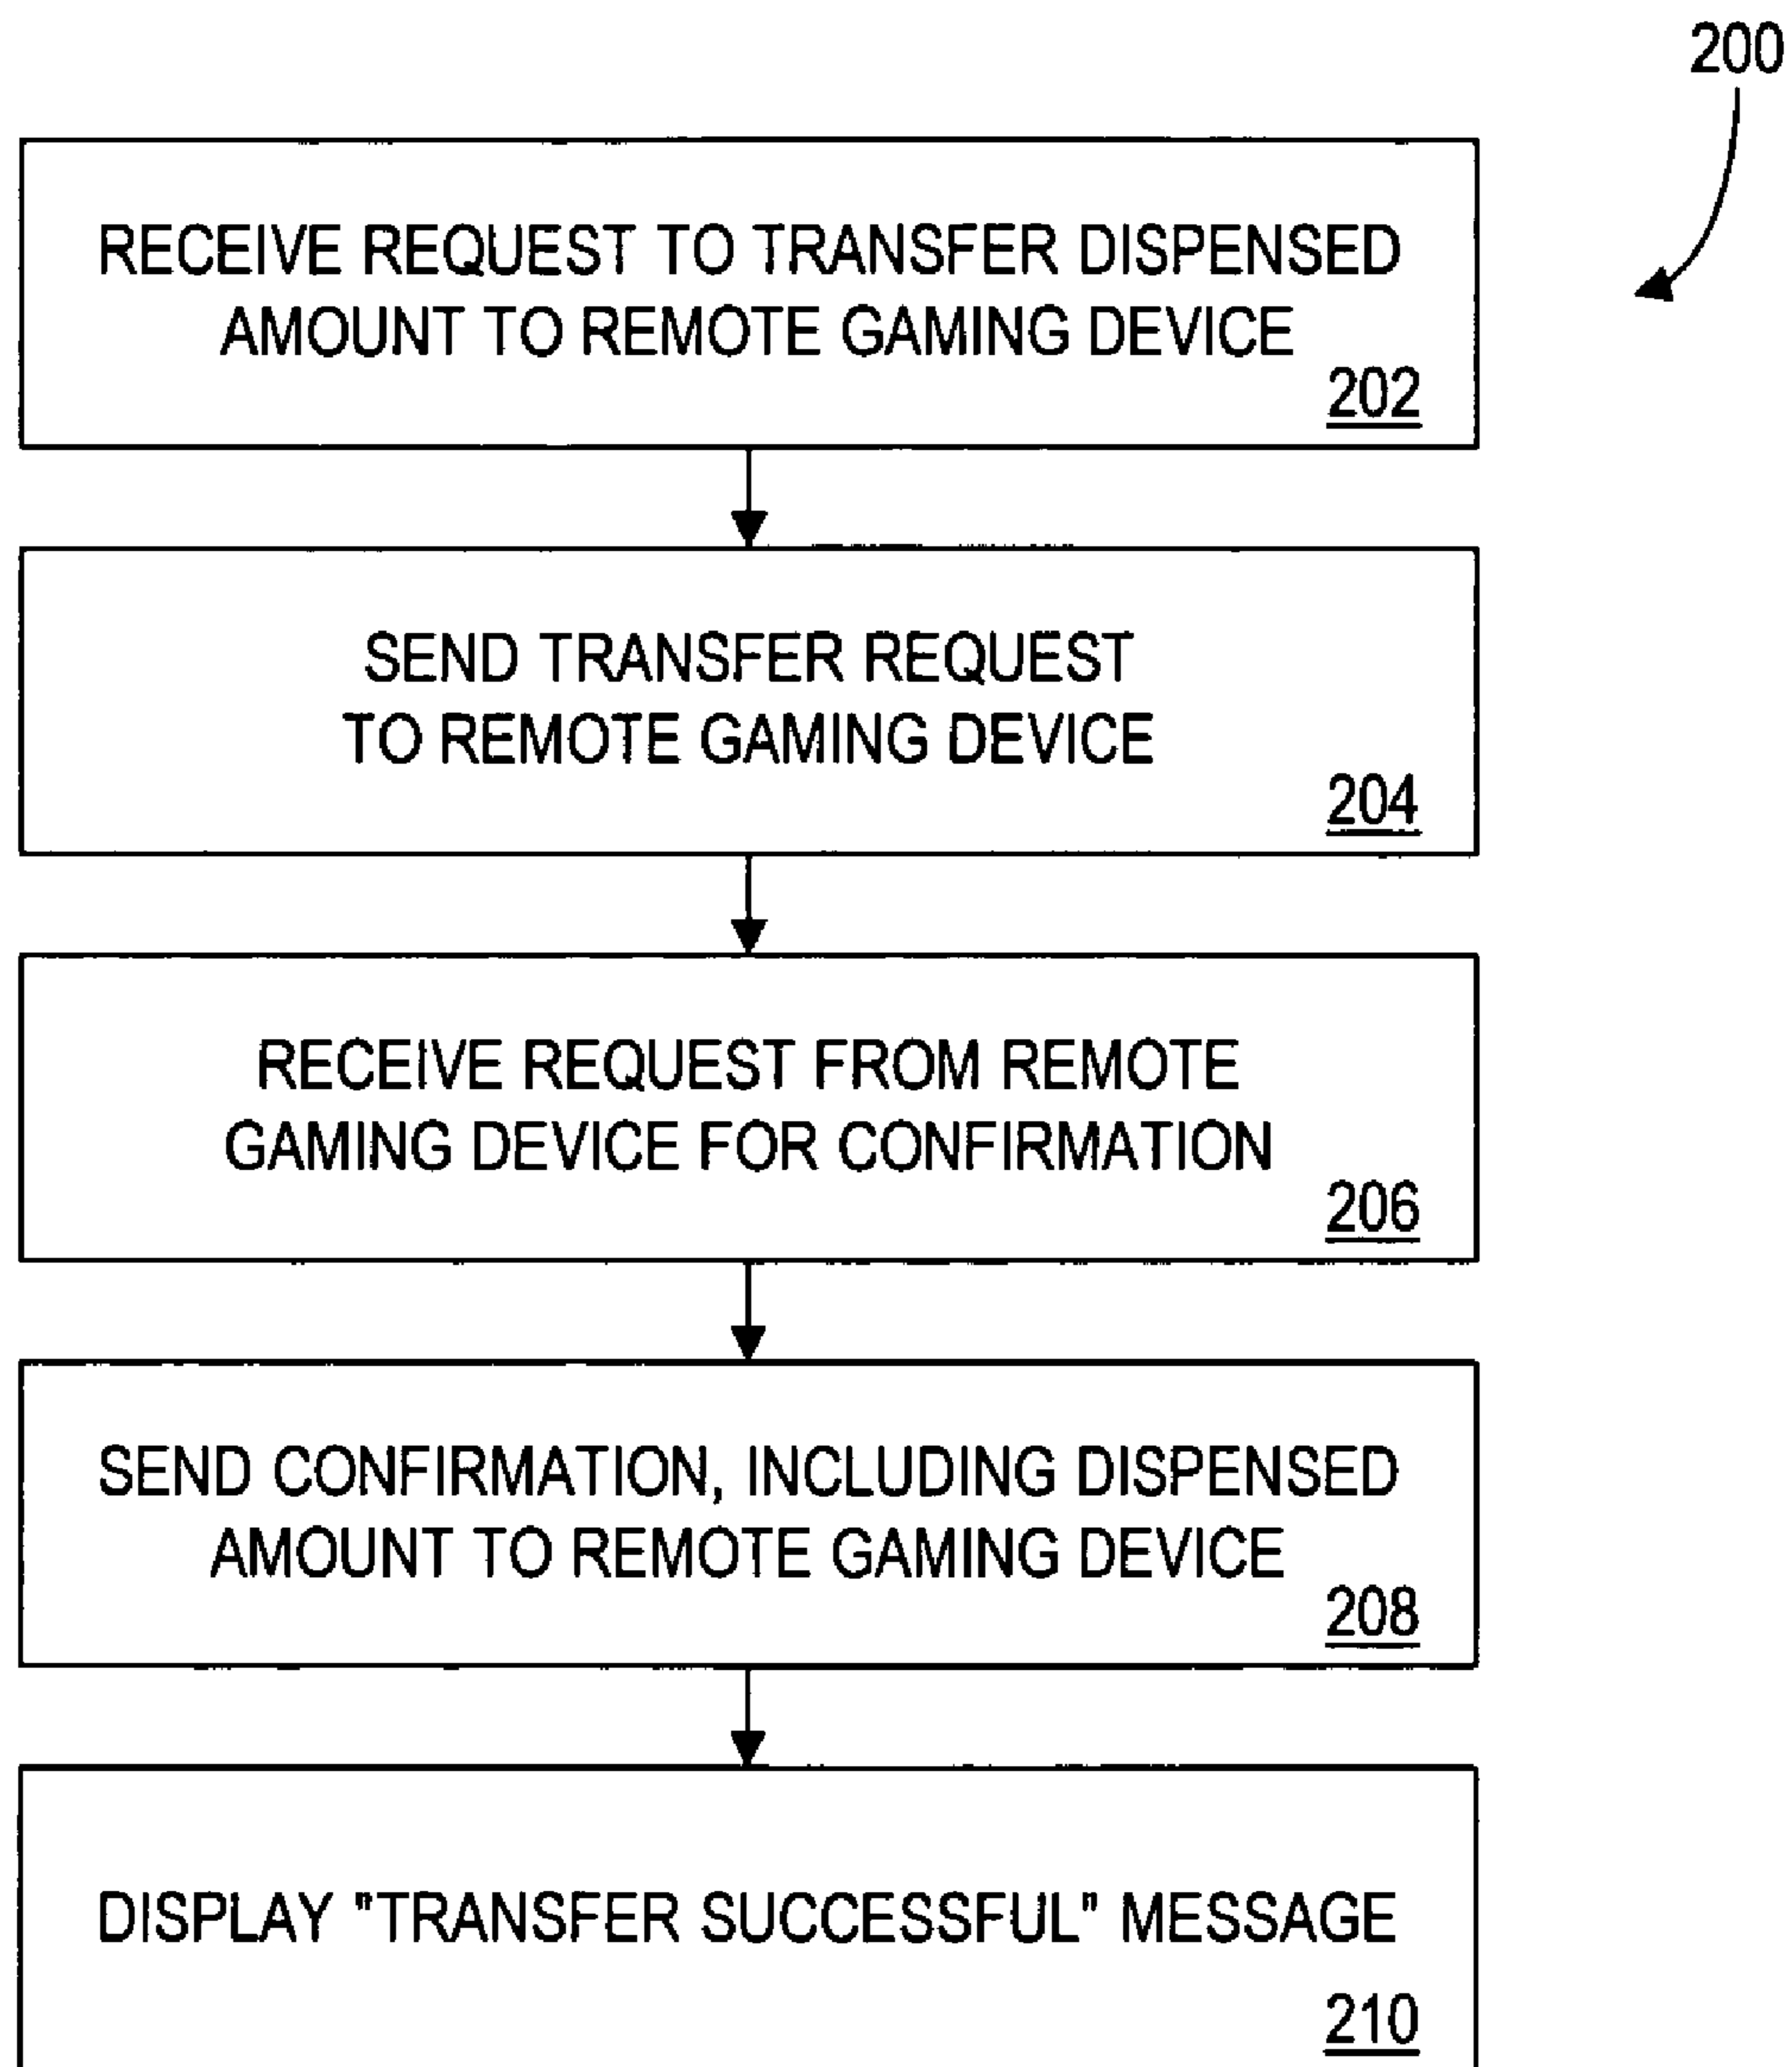 200
RECEIVE REQUEST TO TRANSFER DISPENSED
AMOUNT TO REMOTE GAMING DEVICE
202
SEND TRANSFER REQUEST
TO REMOTE GAMING DEVICE
204
RECEIVE REQUEST FROM REMOTE
GAMING DEVICE FOR CONFIRMATION
206
SEND CONFIRMATION, INCLUDING DISPENSED
AMOUNT TO REMOTE GAMING DEVICE
208
DISPLAY "TRANSFER SUCCESSFUL" MESSAGE
210